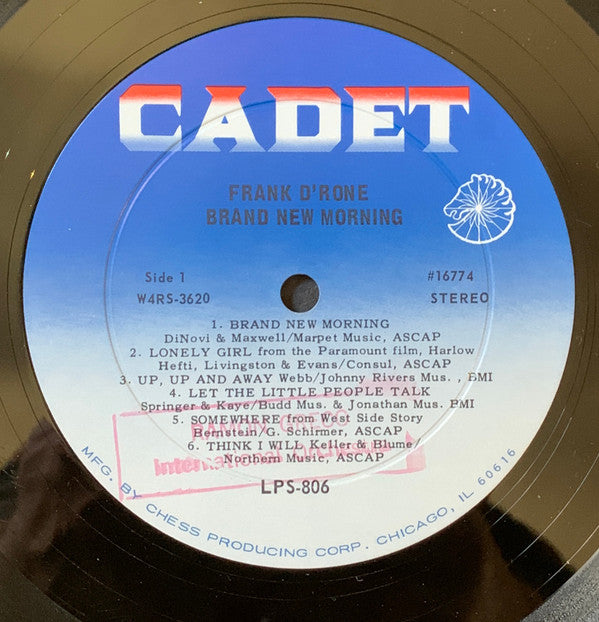 CADET
FRANK D'RONE
BRAND NEW MORNING
Side 1
#16774
W4RS-3620
STEREO
1. BRAND NEW MORNING
DiNovi & Maxwell/Marpet Music, ASCAP
2. LONELY GIRL from the Paramount film, Harlow
Hefti, Livingston & Evans/Consul, ASCAP
3. UP, UP AND AWAY Webb/Johnny Rivers Mus. , BMI
4. LET THE LITTLE PEOPLE TALK
Springer & Kaye/Budd Mus. & Jonathan Mus. BMI
5. SOMEWHERE from West Side Story
Bernstein/G. Schirmer, ASCAP
6. THINK I WILL Keller & Blume/
Northern Music, ASCAP
International
LPS-806
MFG. BY CHESS PRODUCING CORP. CHICAGO, IL 60616